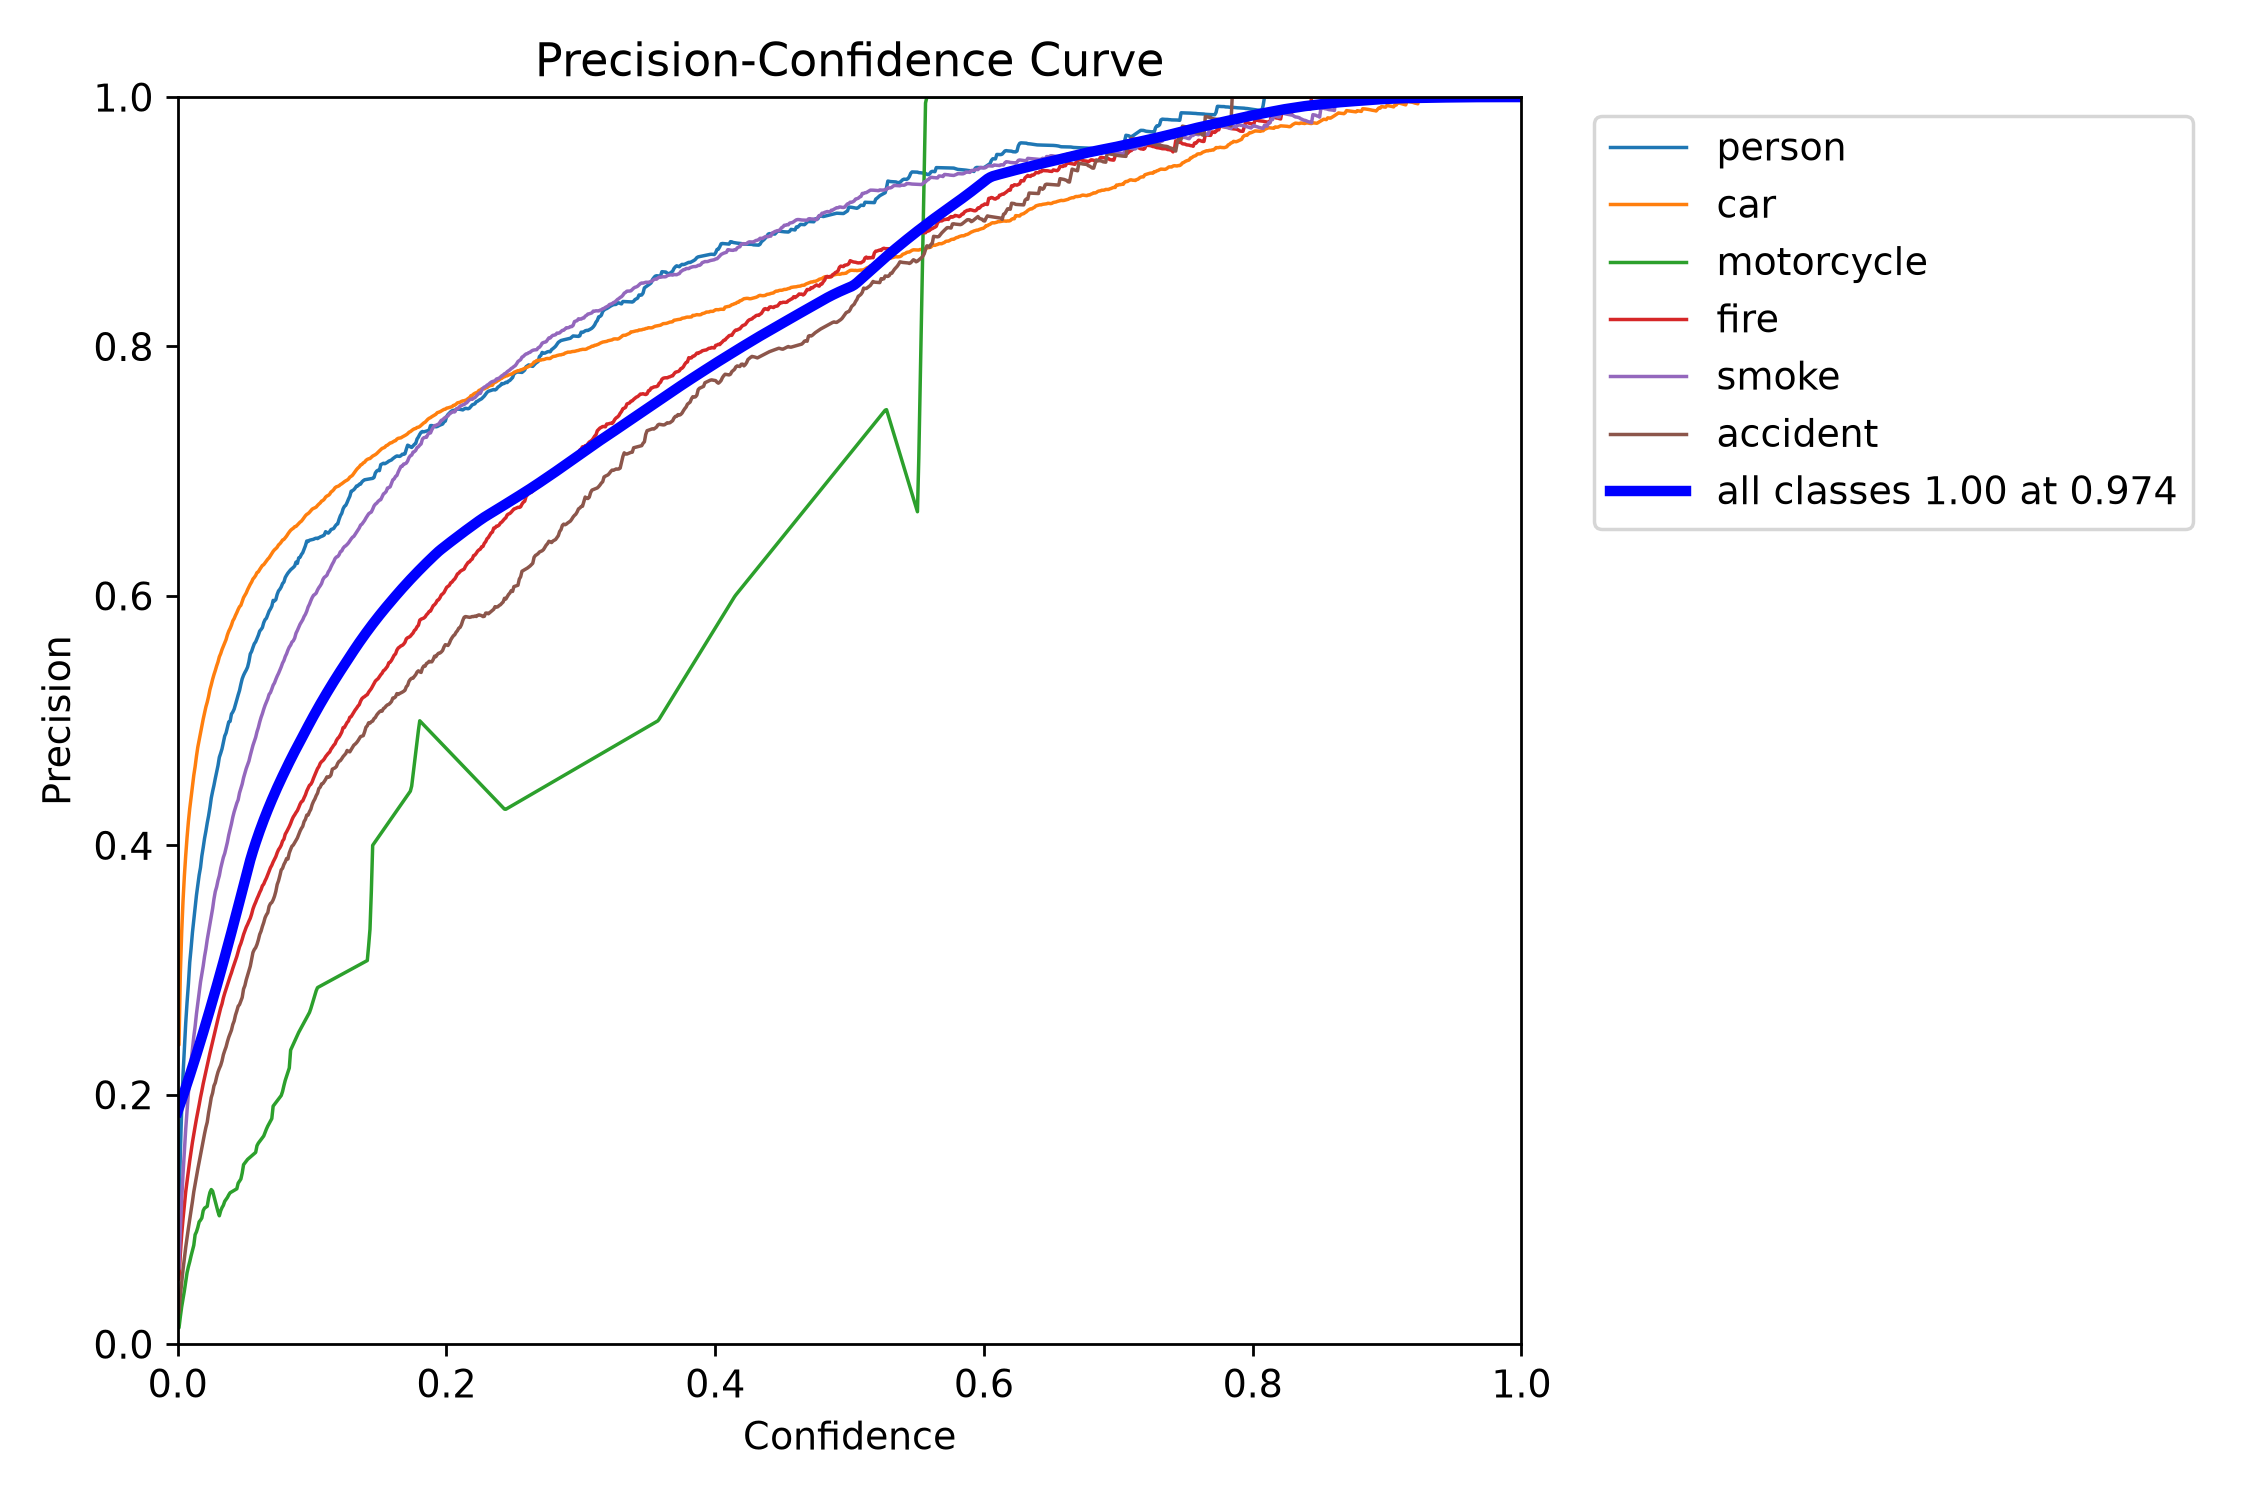 Precision-Confidence Curve
1.0
0.8
0.6
0.4
0.2
0.0
Precision
0.0 0.2 0.4 0.6 0.8 1.0
Confidence
person
car
motorcycle
fire
smoke
accident
all classes 1.00 at 0.974